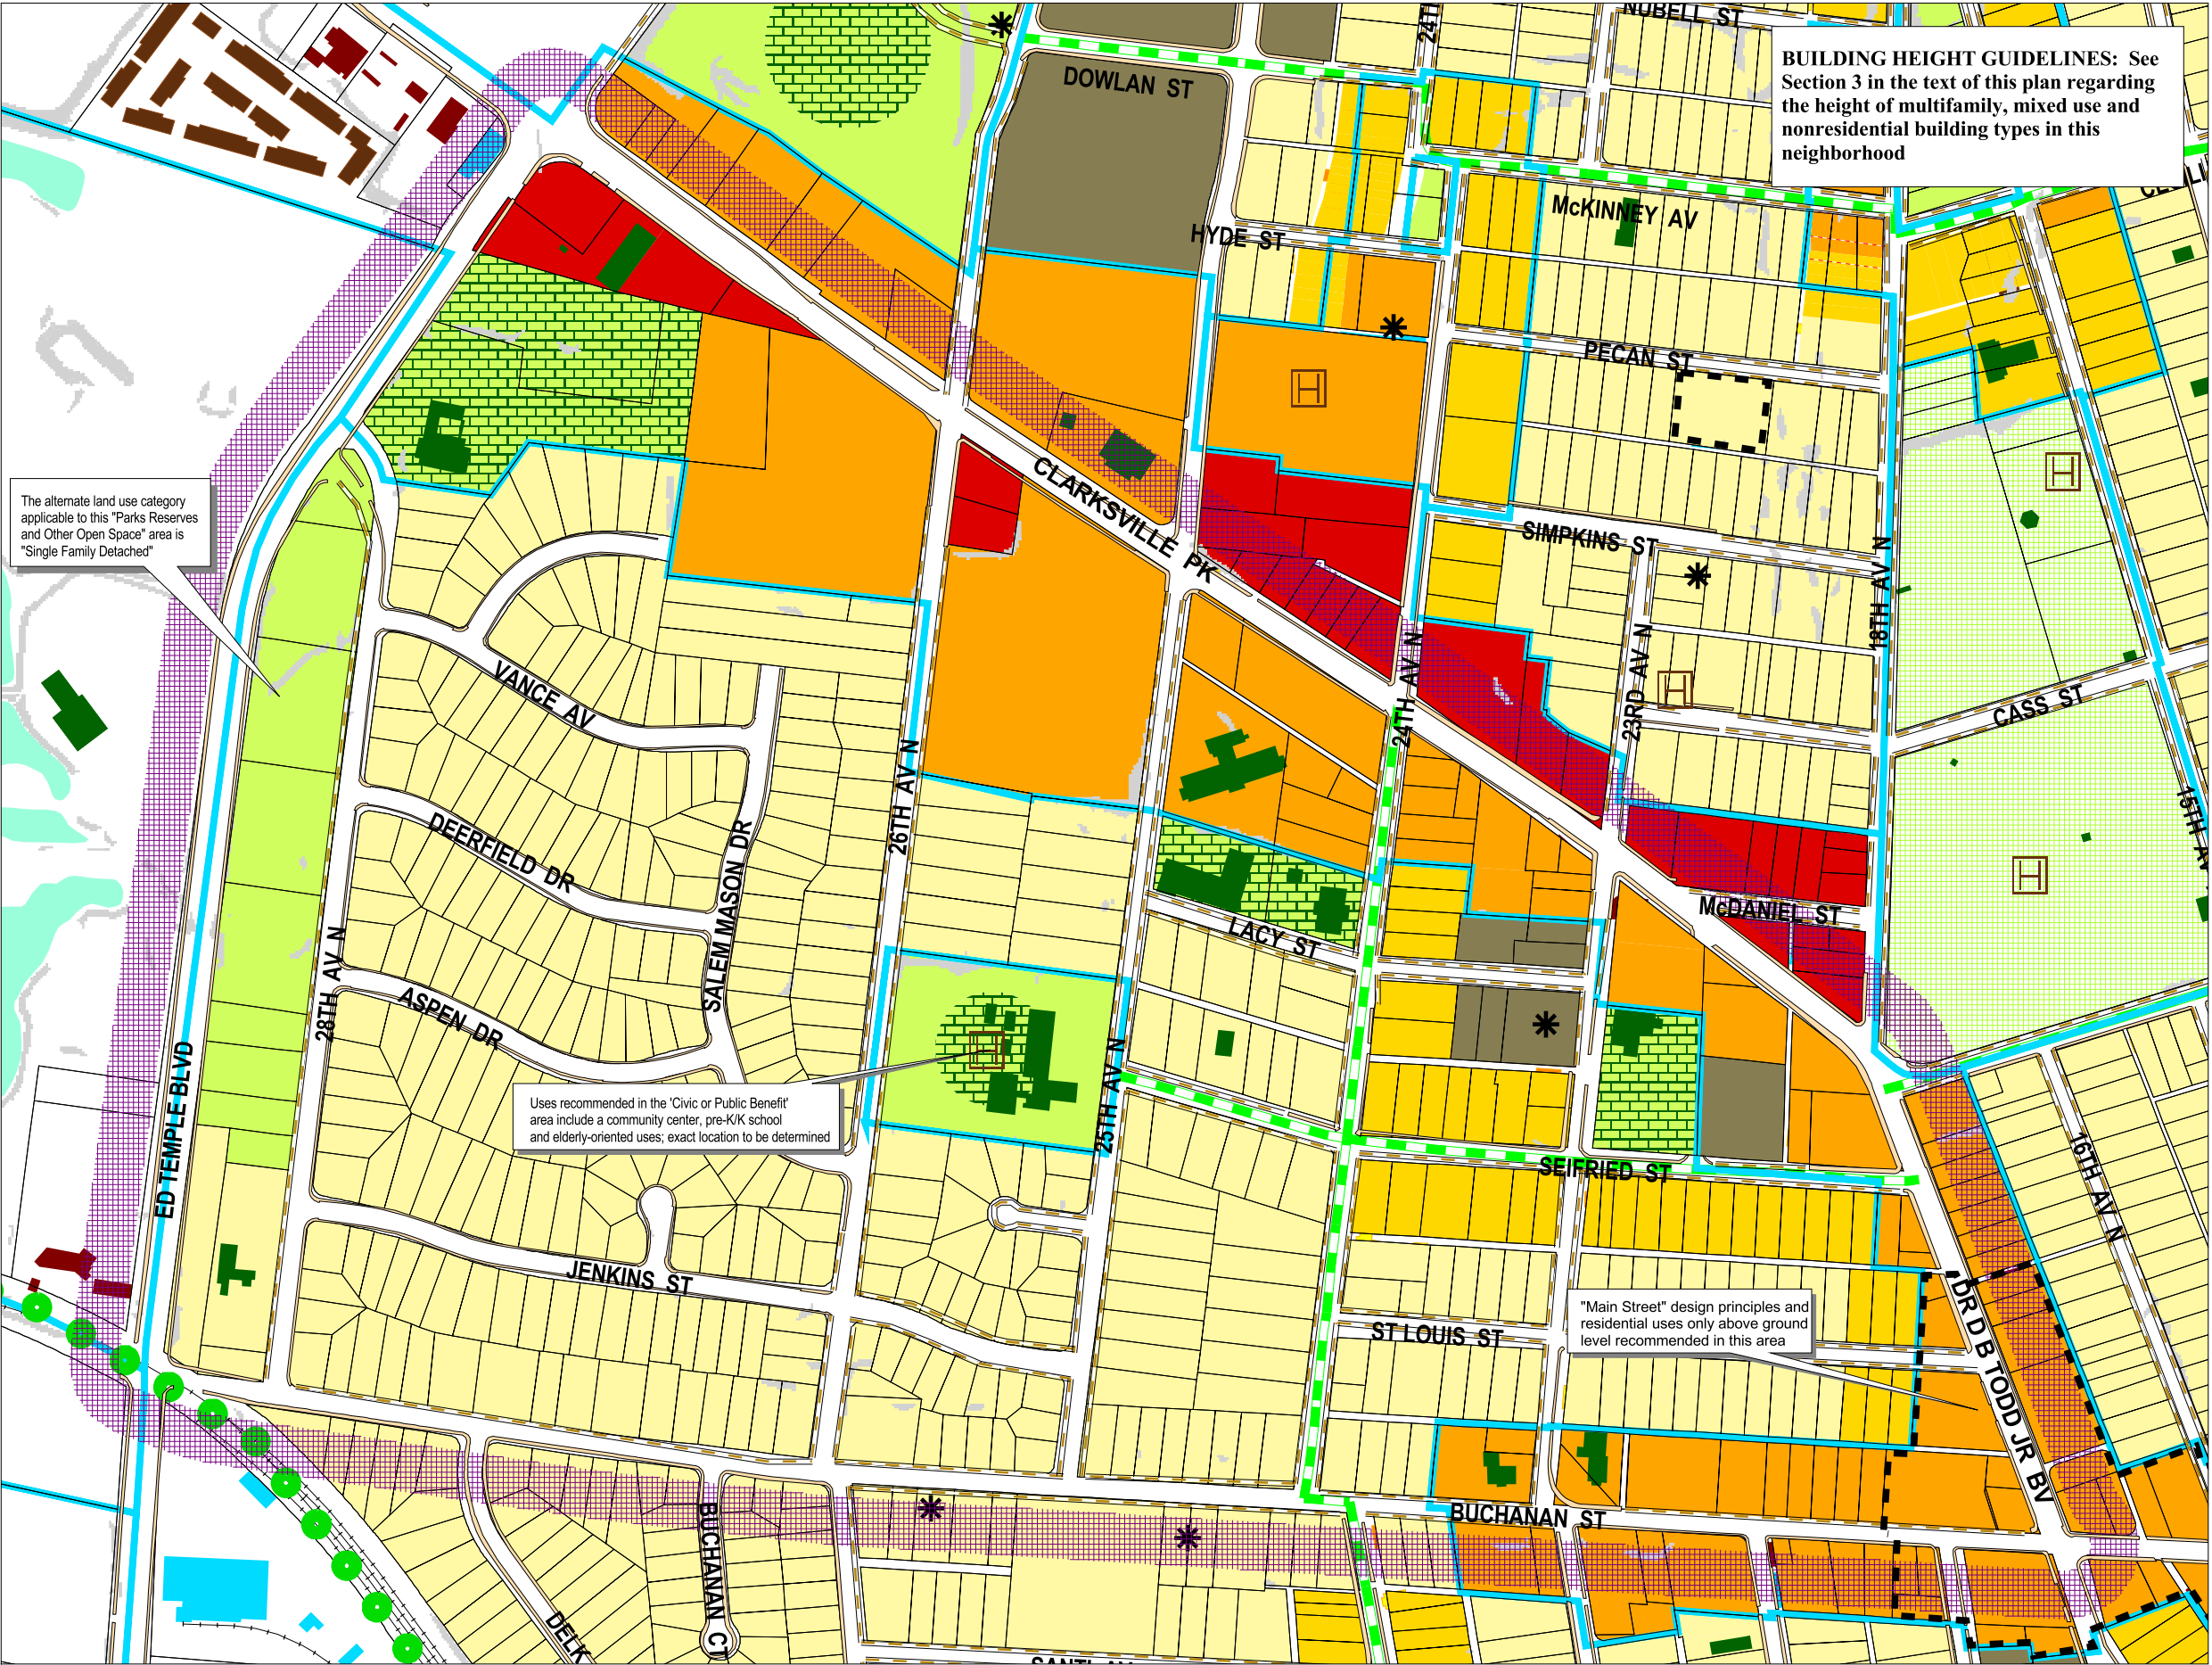 NUBELL ST
24TH
BUILDING HEIGHT GUIDELINES: See
Section 3 in the text of this plan regarding
the height of multifamily, mixed use and
nonresidential building types in this
neighborhood
DOWLAN ST
McKINNEY AV
HYDE ST
PECAN ST
H
H
CLARKSVILLE PK
The alternate land use category
applicable to this "Parks Reserves
and Other Open Space" area is
"Single Family Detached"
SIMPKINS ST
18TH AV N
VANCE AV
24TH AV N
23RD AV N
H
CASS ST
26TH AV N
DEERFIELD DR
SALEM MASON DR
15TH AV
H
McDANIEL ST
LACY ST
28TH AV N
ASPEN DR
H
25TH AV N
ED TEMPLE BLVD
Uses recommended in the 'Civic or Public Benefit'
area include a community center, pre-K/K school
and elderly-oriented uses; exact location to be determined
SEIFRIED ST
16TH AV N
JENKINS ST
ST LOUIS ST
"Main Street" design principles and
residential uses only above ground
level recommended in this area
DR D B TODD JR BV
BUCHANAN ST
BUCHANAN CT
DELK